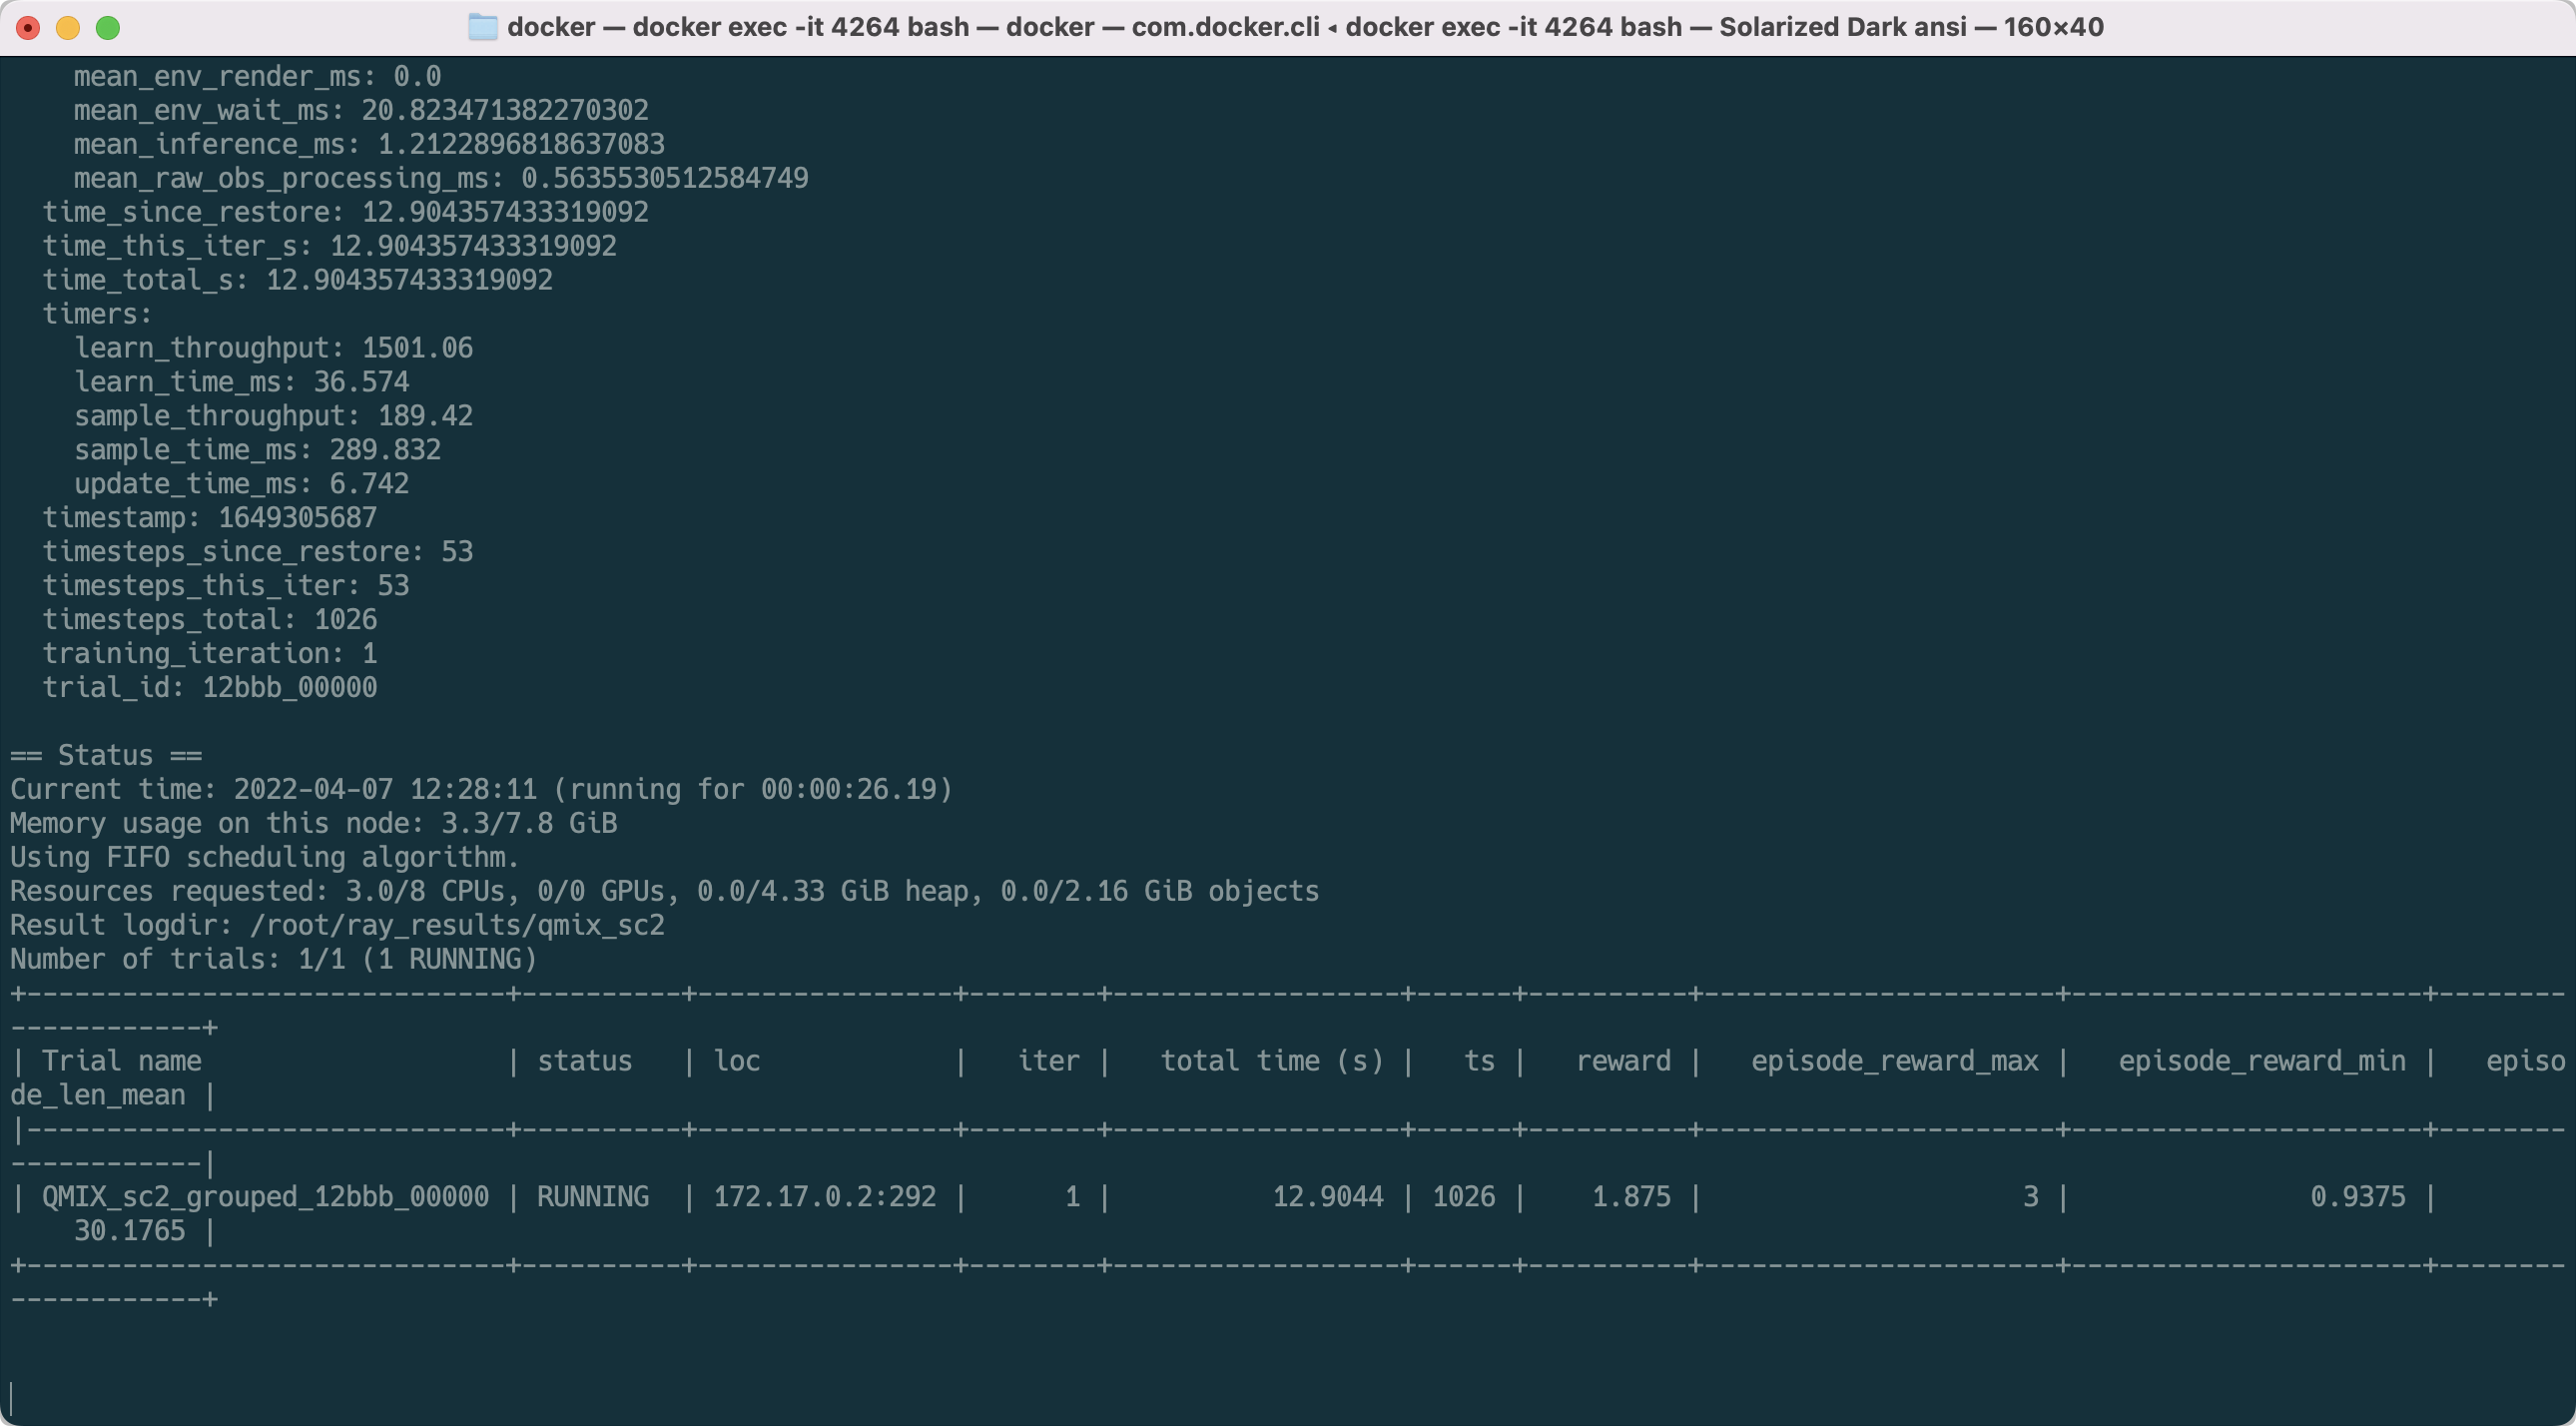 docker — docker exec -it 4264 bash — docker — com.docker.cli ◂ docker exec -it 4264 bash — Solarized Dark ansi — 160×40
    mean_env_render_ms: 0.0
    mean_env_wait_ms: 20.823471382270302
    mean_inference_ms: 1.2122896818637083
    mean_raw_obs_processing_ms: 0.5635530512584749
  time_since_restore: 12.904357433319092
  time_this_iter_s: 12.904357433319092
  time_total_s: 12.904357433319092
  timers:
    learn_throughput: 1501.06
    learn_time_ms: 36.574
    sample_throughput: 189.42
    sample_time_ms: 289.832
    update_time_ms: 6.742
  timestamp: 1649305687
  timesteps_since_restore: 53
  timesteps_this_iter: 53
  timesteps_total: 1026
  training_iteration: 1
  trial_id: 12bbb_00000
== Status ==
Current time: 2022-04-07 12:28:11 (running for 00:00:26.19)
Memory usage on this node: 3.3/7.8 GiB
Using FIFO scheduling algorithm.
Resources requested: 3.0/8 CPUs, 0/0 GPUs, 0.0/4.33 GiB heap, 0.0/2.16 GiB objects
Result logdir: /root/ray_results/qmix_sc2
Number of trials: 1/1 (1 RUNNING)
+------------------------------+-----------+----------------+--------+------------------+------+----------+----------------------+----------------------+--------
------------+
| Trial name                   | status   | loc            |   iter |   total time (s) |   ts |   reward |   episode_reward_max |   episode_reward_min |   episo
de_len_mean |
|------------------------------+----------+----------------+--------+------------------+------+----------+----------------------+----------------------+--------
------------|
| QMIX_sc2_grouped_12bbb_00000 | RUNNING  | 172.17.0.2:292 |      1 |          12.9044 | 1026 |    1.875 |                    3 |               0.9375 |
    30.1765 |
+------------------------------+----------+----------------+--------+------------------+------+----------+----------------------+----------------------+--------
------------+